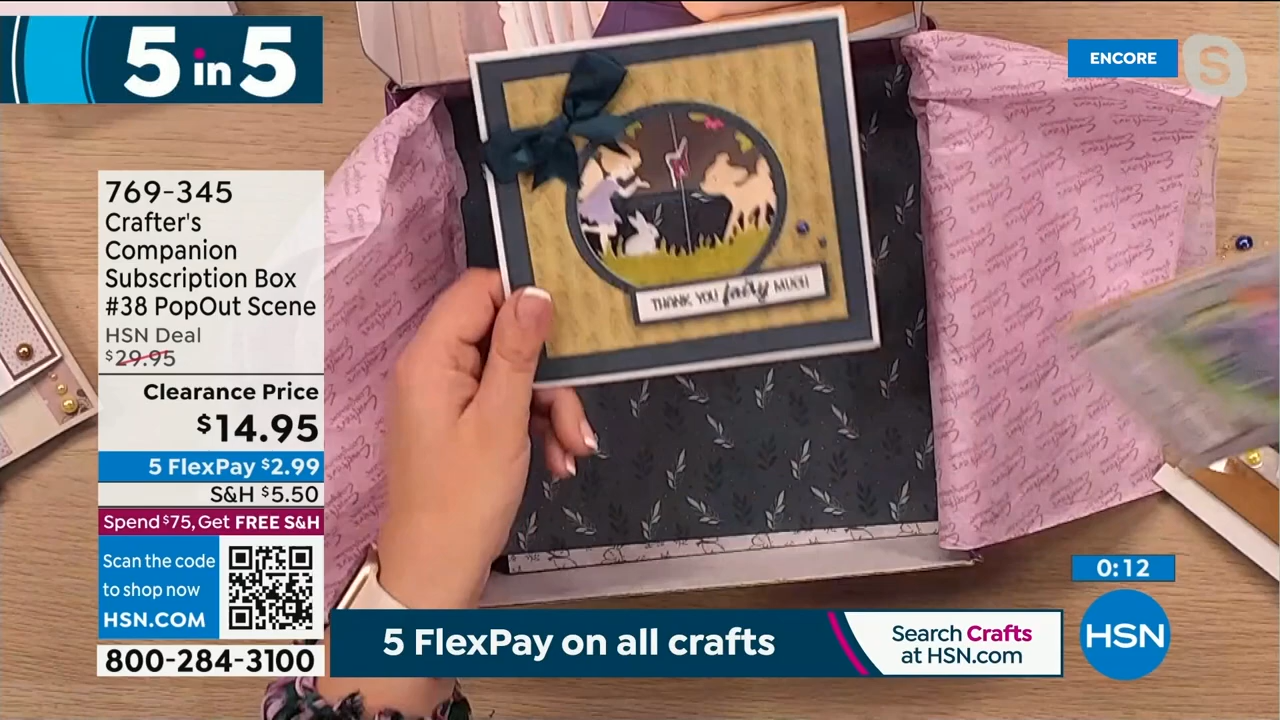 5 in 5
ENCORE
S
769-345
Crafter's
Companion
Subscription Box
#38 PopOut Scene
HSN Deal
$29.95
Clearance Price
$14.95
5 FlexPay $2.99
S&H $5.50
Spend $75, Get FREE S&H
Scan the code
to shop now
HSN.COM
800-284-3100
THANK YOU fairy MUCH
5 FlexPay on all crafts
Search Crafts
at HSN.com
0:12
HSN